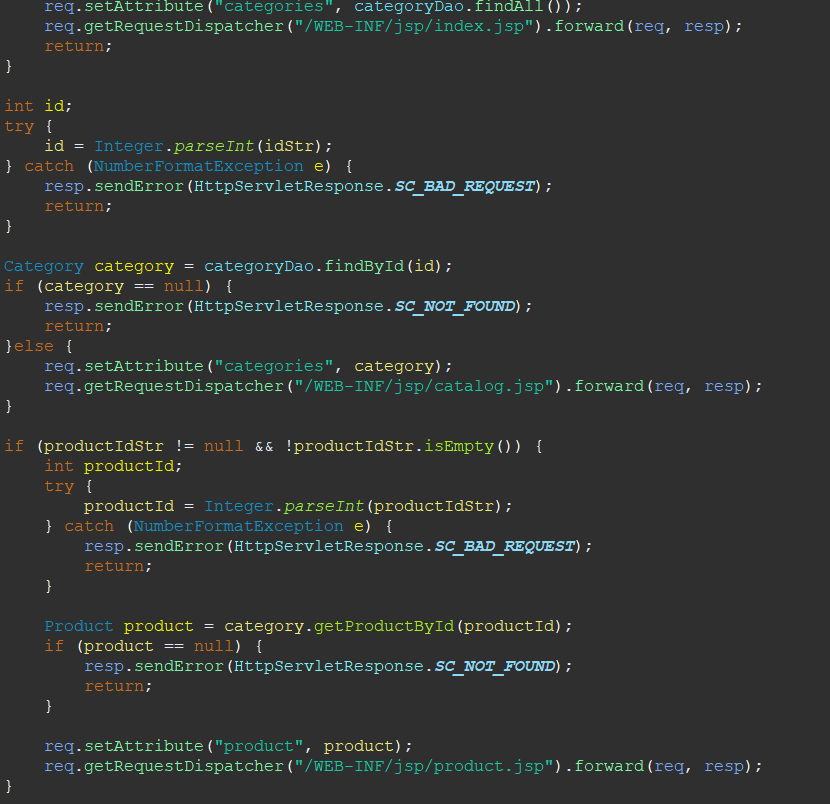 req.setAttribute("categories", categoryDao.findAll());
    req.getRequestDispatcher("/WEB-INF/jsp/index.jsp").forward(req, resp);
    return;
}

int id;
try {
    id = Integer.parseInt(idStr);
} catch (NumberFormatException e) {
    resp.sendError(HttpServletResponse.SC_BAD_REQUEST);
    return;
}

Category category = categoryDao.findById(id);
if (category == null) {
    resp.sendError(HttpServletResponse.SC_NOT_FOUND);
    return;
}else {
    req.setAttribute("categories", category);
    req.getRequestDispatcher("/WEB-INF/jsp/catalog.jsp").forward(req, resp);
}

if (productIdStr != null && !productIdStr.isEmpty()) {
    int productId;
    try {
        productId = Integer.parseInt(productIdStr);
    } catch (NumberFormatException e) {
        resp.sendError(HttpServletResponse.SC_BAD_REQUEST);
        return;
    }

    Product product = category.getProductById(productId);
    if (product == null) {
        resp.sendError(HttpServletResponse.SC_NOT_FOUND);
        return;
    }

    req.setAttribute("product", product);
    req.getRequestDispatcher("/WEB-INF/jsp/product.jsp").forward(req, resp);
}